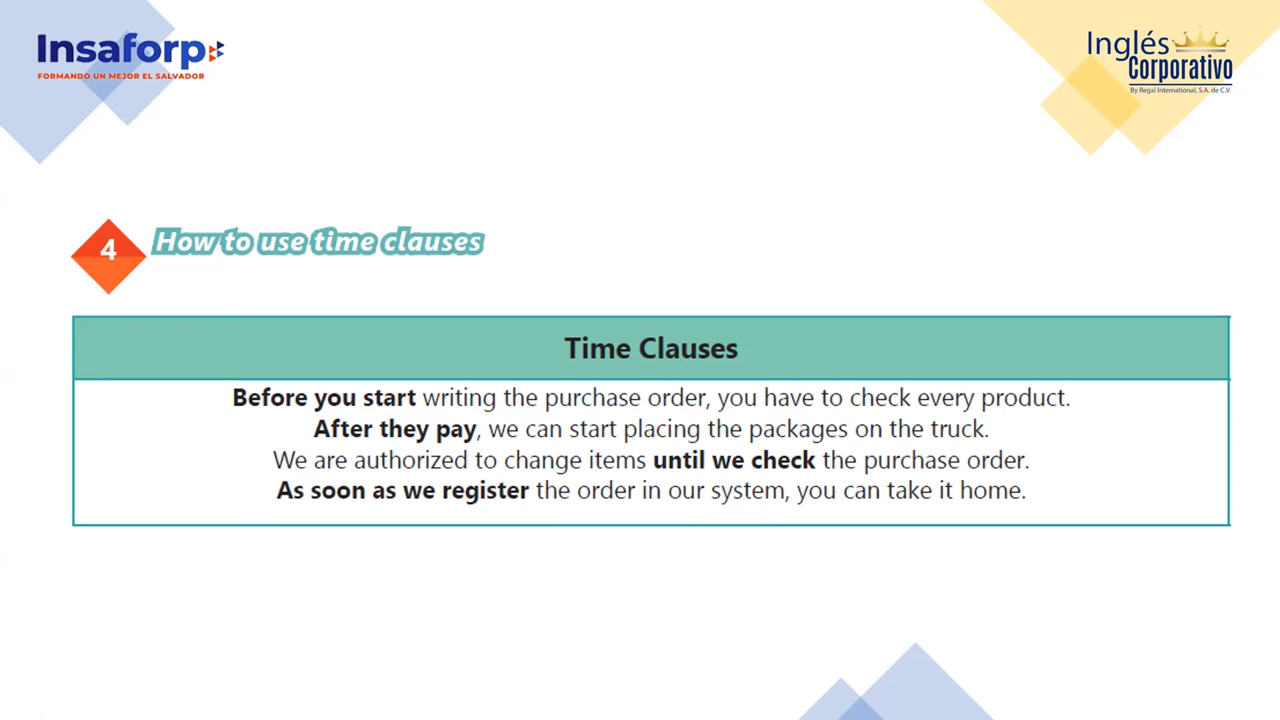 Insaforp
FORMANDO UN MEJOR EL SALVADOR
Inglés
Corporativo
By Regal International, S.A. de C.V.
4
How to use time clauses
Time Clauses
Before you start writing the purchase order, you have to check every product.
After they pay, we can start placing the packages on the truck.
We are authorized to change items until we check the purchase order.
As soon as we register the order in our system, you can take it home.